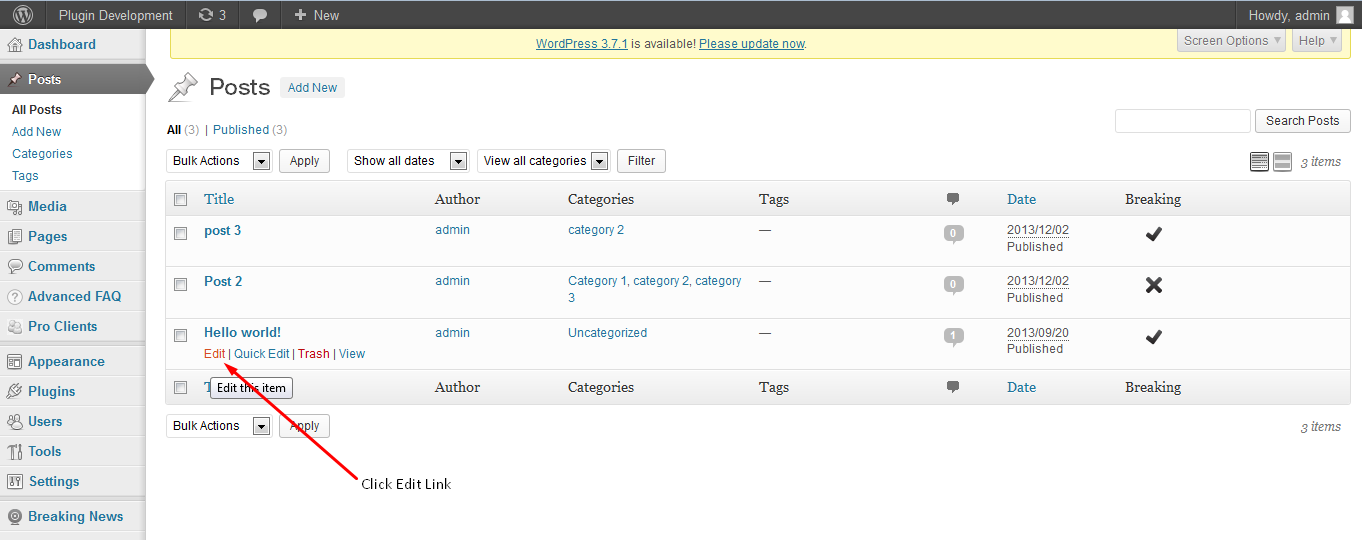 Plugin Development 3 New Howdy, admin
Dashboard
Posts
All Posts
Add New
Categories
Tags
Media
Pages
Comments
Advanced FAQ
Pro Clients
Appearance
Plugins
Users
Tools
Settings
Breaking News
WordPress 3.7.1 is available! Please update now.
Screen Options Help
Posts Add New
All (3) | Published (3)
Search Posts
Bulk Actions Apply Show all dates View all categories Filter 3 items
Title Author Categories Tags Date Breaking
post 3 admin category 2 — 0 2013/12/02
Published
Post 2 admin Category 1, category 2, category — 0 2013/12/02
3 Published
Hello world! admin Uncategorized — 1 2013/09/20
Edit | Quick Edit | Trash | View Published
Edit this item Author Categories Tags Date Breaking
Bulk Actions Apply 3 items
Click Edit Link